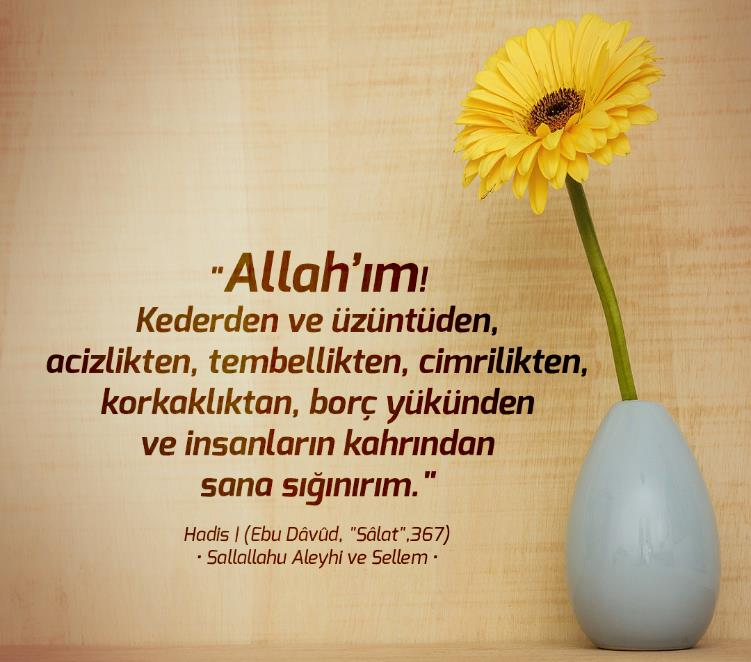 "Allah'ım!
Kederden ve üzüntüden,
acizlikten, tembellikten, cimrilikten,
korkaklıktan, borç yükünden
ve insanların kahrından
sana sığınırım."
Hadis | (Ebu Dâvûd, "Sâlat",367)
• Sallallahu Aleyhi ve Sellem •